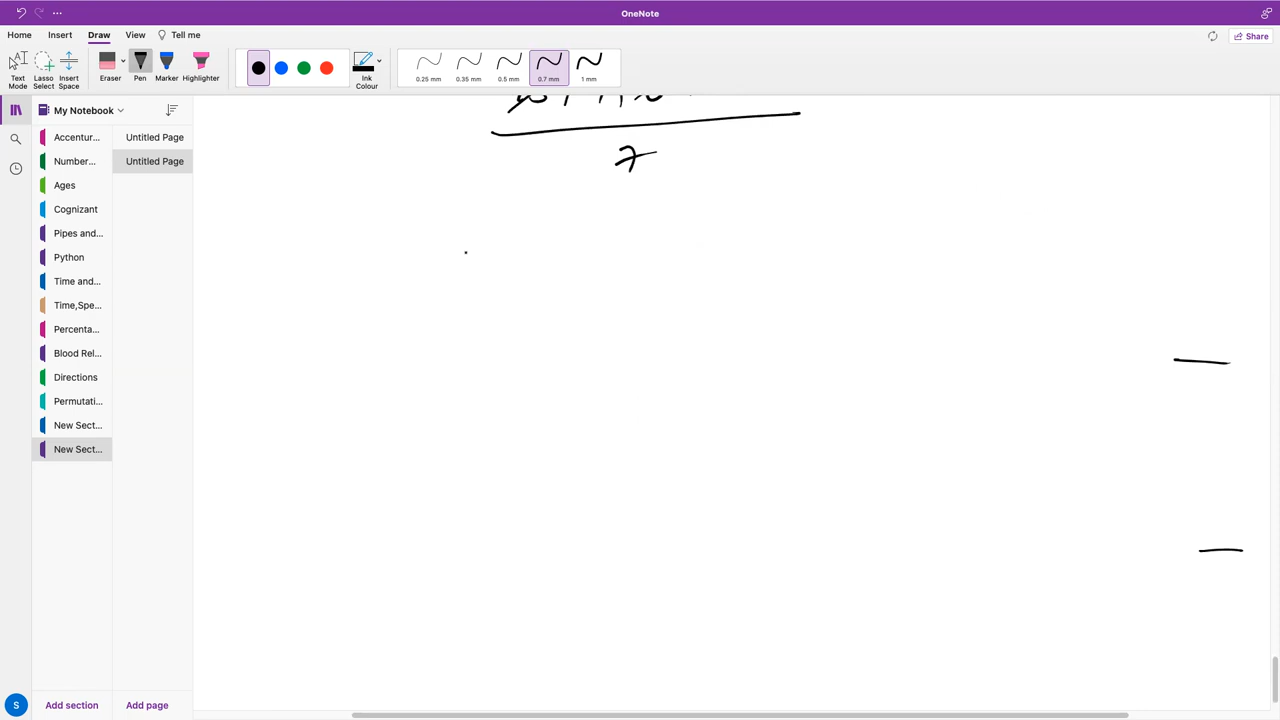 OneNote
Home Insert Draw View Tell me
Share
Text Mode
Lasso Select
Insert Space
Eraser
Pen
Marker
Highlighter
Ink Colour
0.25 mm
0.35 mm
0.5 mm
0.7 mm
1 mm
My Notebook
Accentur...
Untitled Page
Number...
Untitled Page
Ages
Cognizant
Pipes and...
Python
Time and...
Time,Spe...
Percenta...
Blood Rel...
Directions
Permutati...
New Sect...
New Sect...
7
S
Add section
Add page